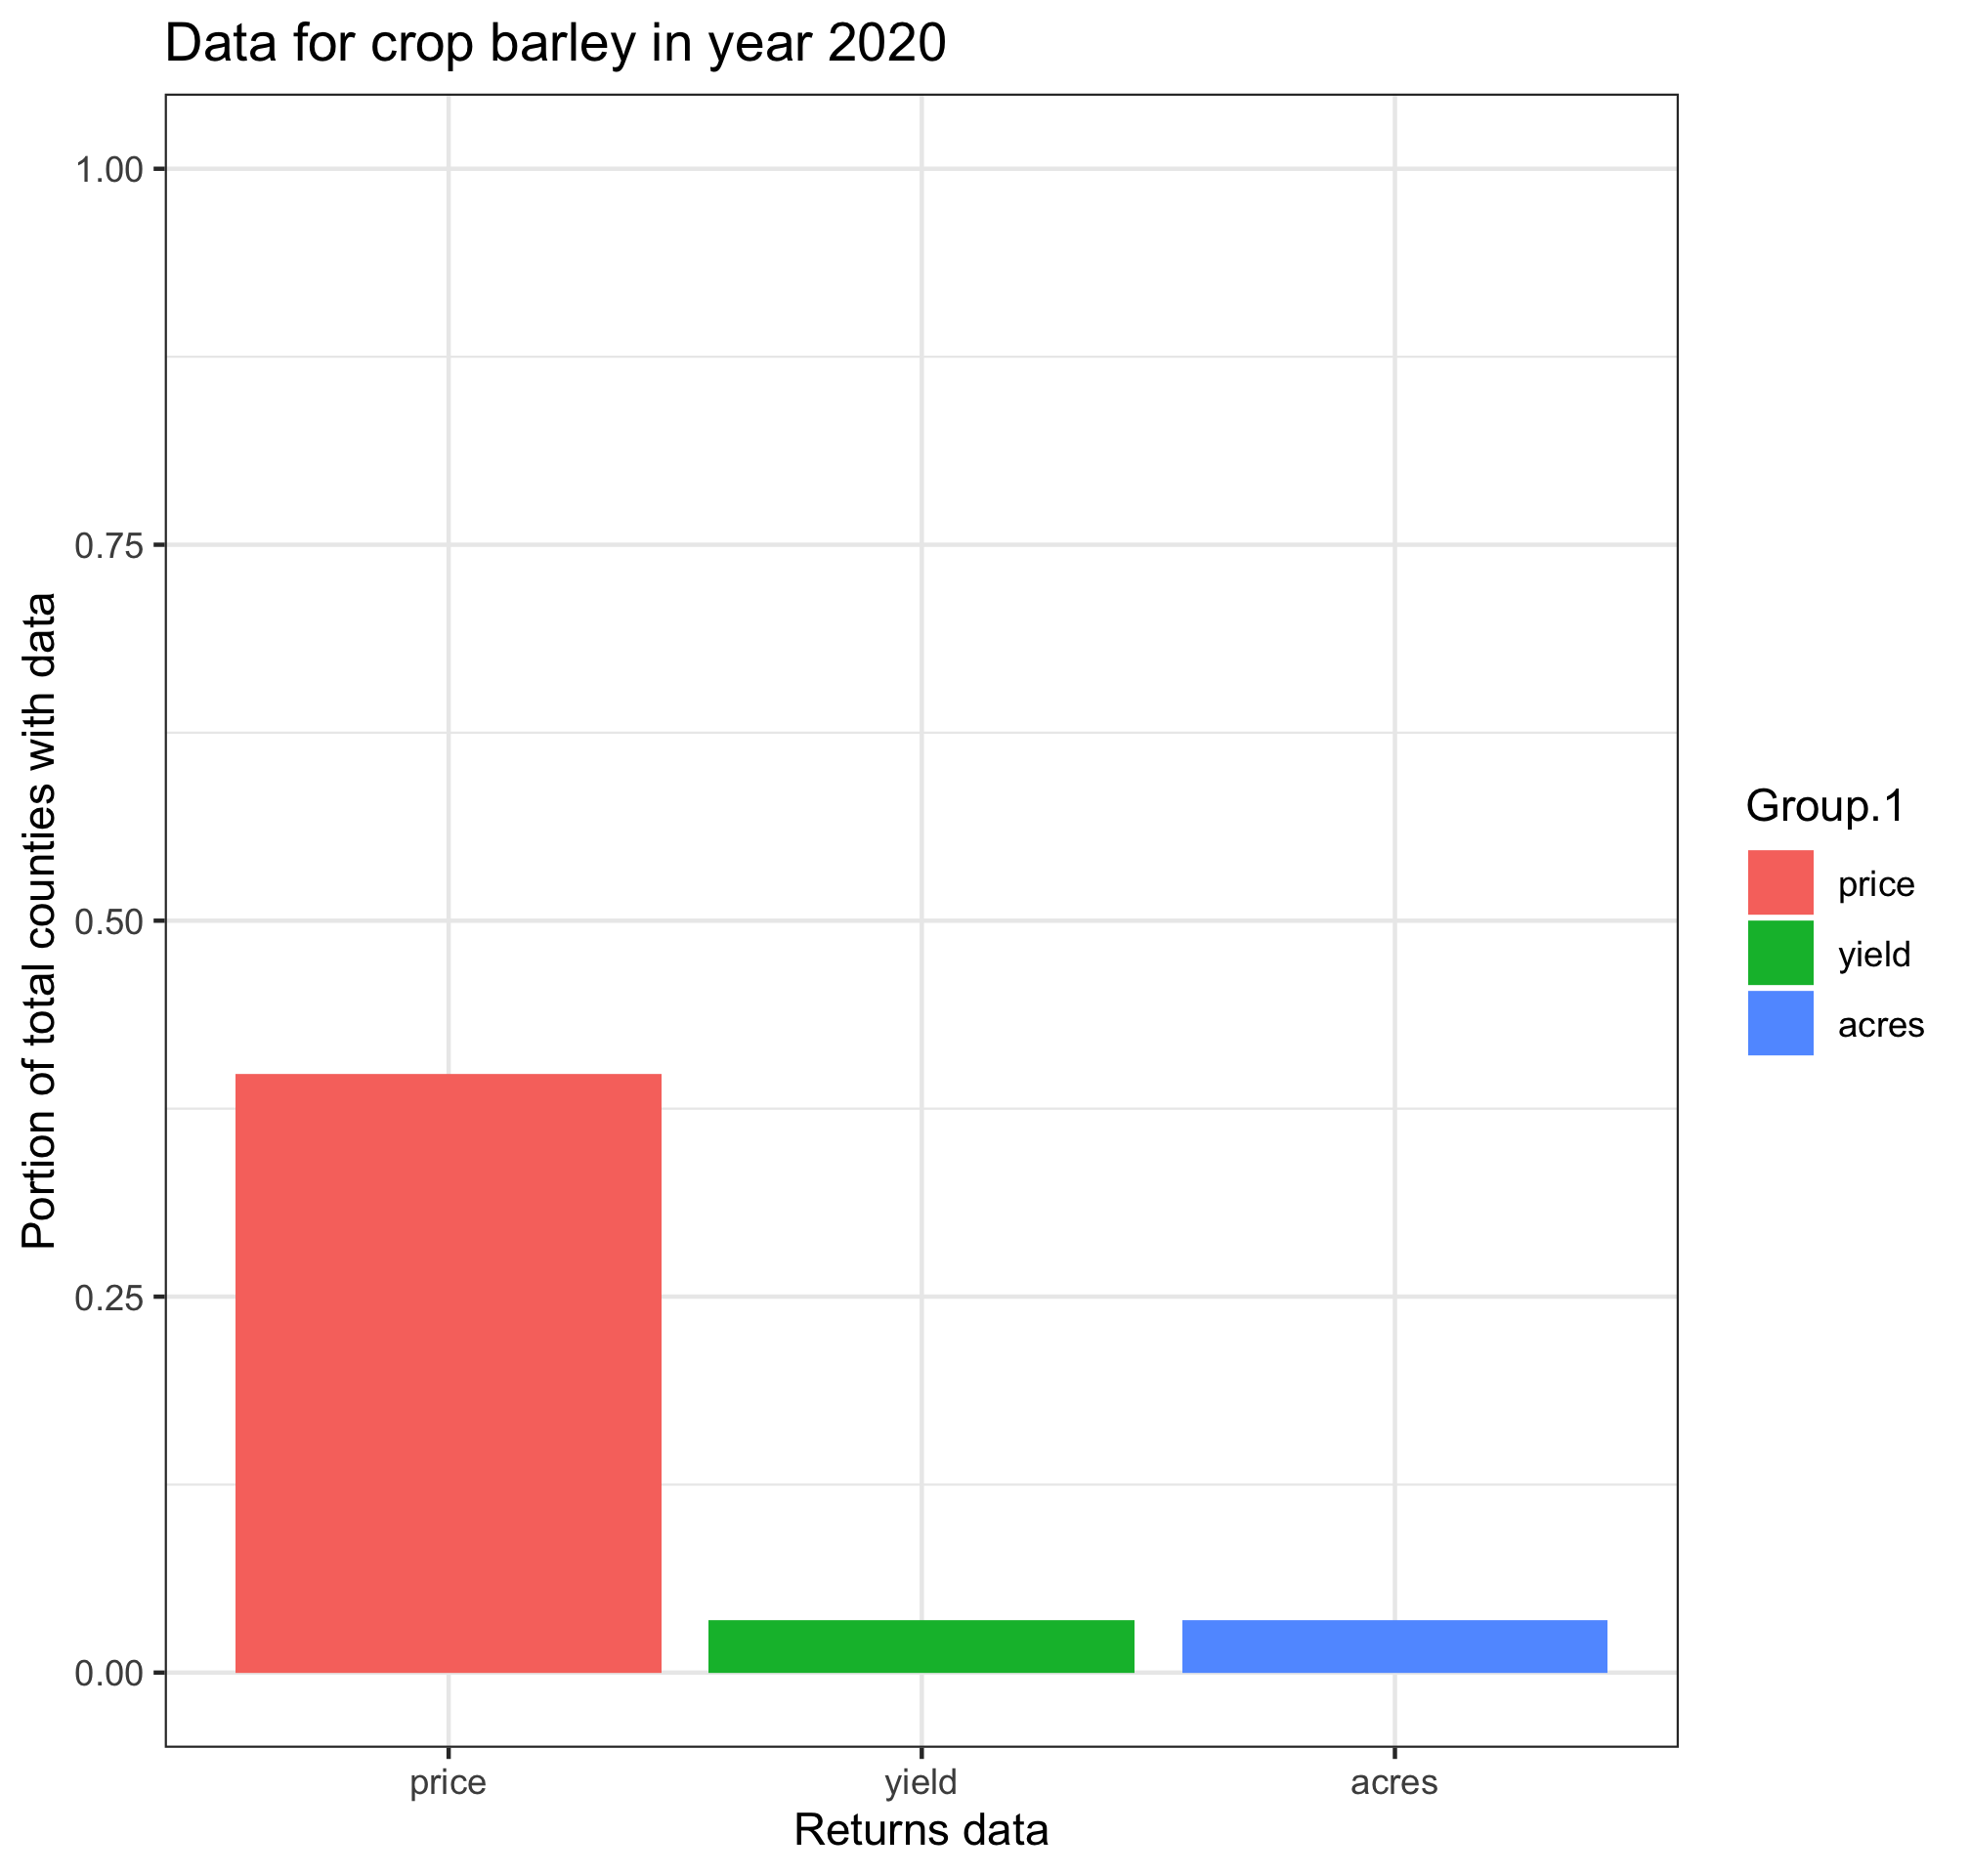 Data for crop barley in year 2020
Portion of total counties with data
1.00
0.75
0.50
0.25
0.00
price
yield
acres
Returns data
Group.1
price
yield
acres